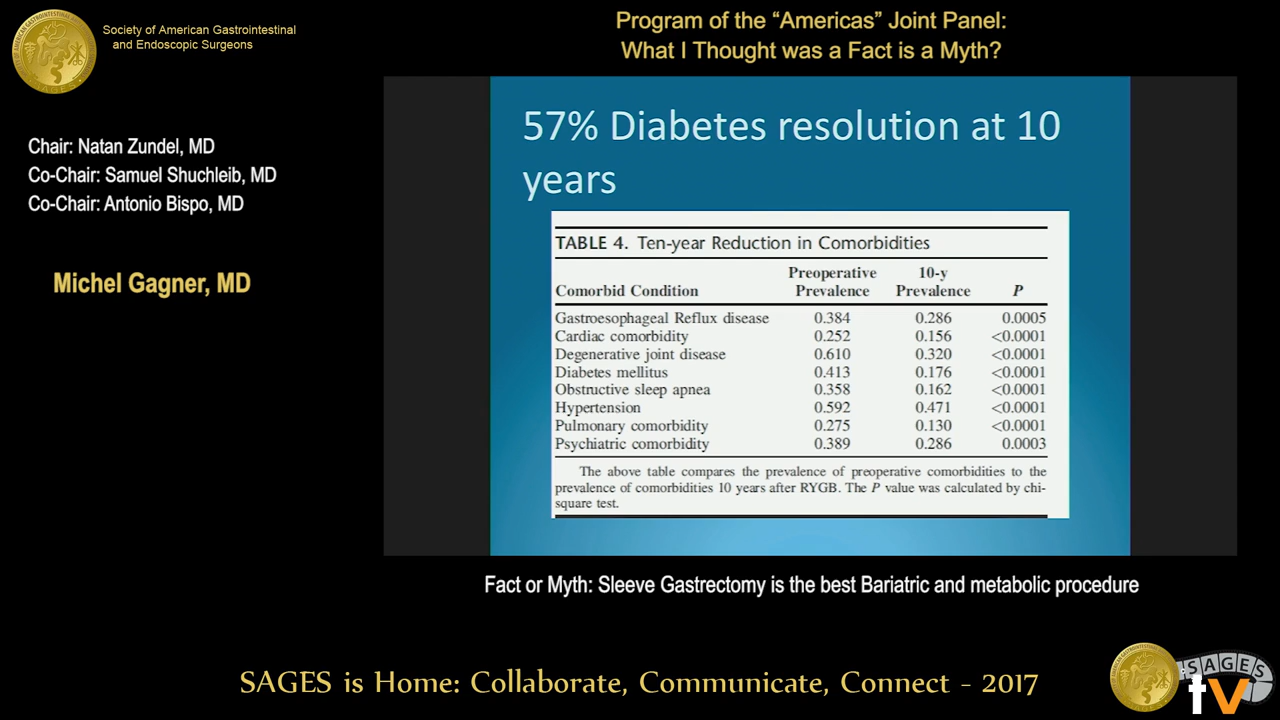 Society of American Gastrointestinal
and Endoscopic Surgeons
Program of the “Americas” Joint Panel:
What I Thought was a Fact is a Myth?
Chair: Natan Zundel, MD
Co-Chair: Samuel Shuchleib, MD
Co-Chair: Antonio Bispo, MD
Michel Gagner, MD
57% Diabetes resolution at 10
years
TABLE 4. Ten-year Reduction in Comorbidities
Comorbid Condition Preoperative Prevalence 10-y Prevalence P
Gastroesophageal Reflux disease 0.384 0.286 0.0005
Cardiac comorbidity 0.252 0.156 <0.0001
Degenerative joint disease 0.610 0.320 <0.0001
Diabetes mellitus 0.413 0.176 <0.0001
Obstructive sleep apnea 0.358 0.162 <0.0001
Hypertension 0.592 0.471 <0.0001
Pulmonary comorbidity 0.275 0.130 <0.0001
Psychiatric comorbidity 0.389 0.286 0.0003
The above table compares the prevalence of preoperative comorbidities to the
prevalence of comorbidities 10 years after RYGB. The P value was calculated by chi-
square test.
Fact or Myth: Sleeve Gastrectomy is the best Bariatric and metabolic procedure
SAGES is Home: Collaborate, Communicate, Connect - 2017
SAGES
tv